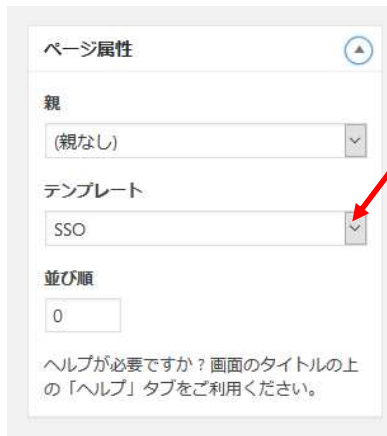 ページ属性
親
(親なし)
テンプレート
SSO
並び順
0
ヘルプが必要ですか ? 画面のタイトルの上
の「ヘルプ」タブをご利用ください。